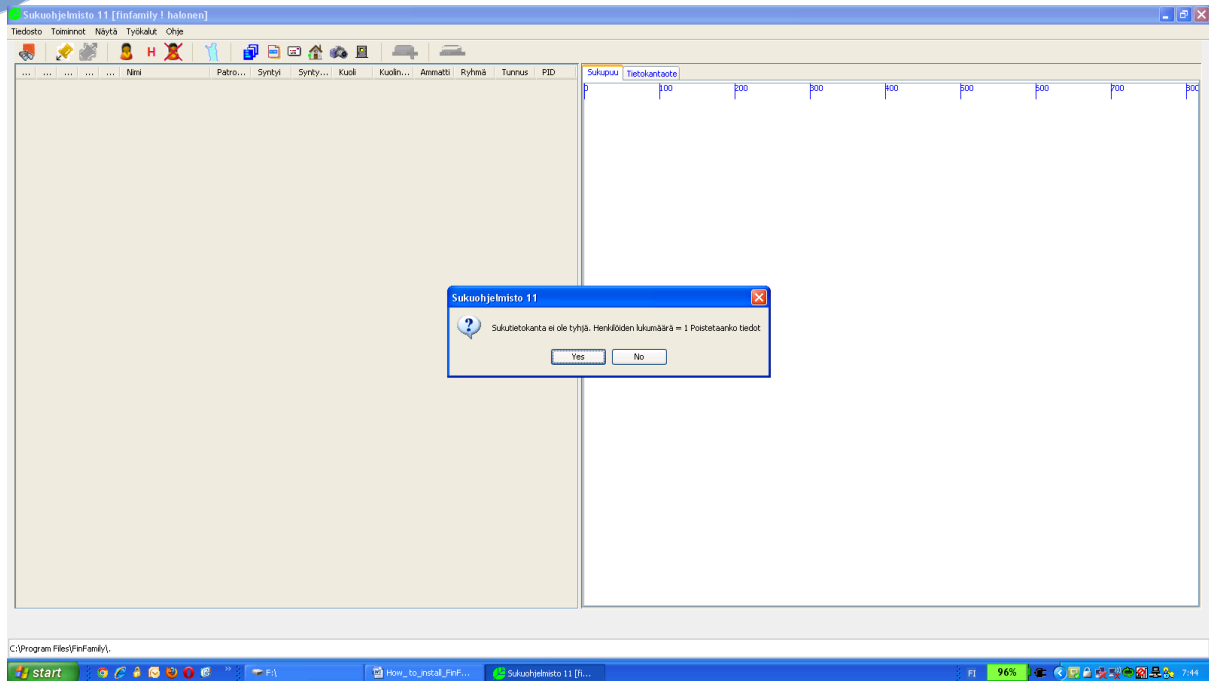 Sukuohjelmisto 11 [finfamily ! halonen]
Tiedosto Toiminnot Näytä Työkalut Ohje
H
... ... ... ... ... Nimi Patro... Syntyi Synty... Kuoli Kuolin... Ammatti Ryhmä Tunnus PID
Sukupuu Tietokantaote
0 100 200 300 400 500 600 700 800
Sukuohjelmisto 11
Sukutietokanta ei ole tyhjä. Henkilöiden lukumäärä = 1 Poistetaanko tiedot
Yes No
C:\Program Files\FinFamily\.
start F:\ How_to_install_FinF... Sukuohjelmisto 11 [fi... FI 96% 7:44